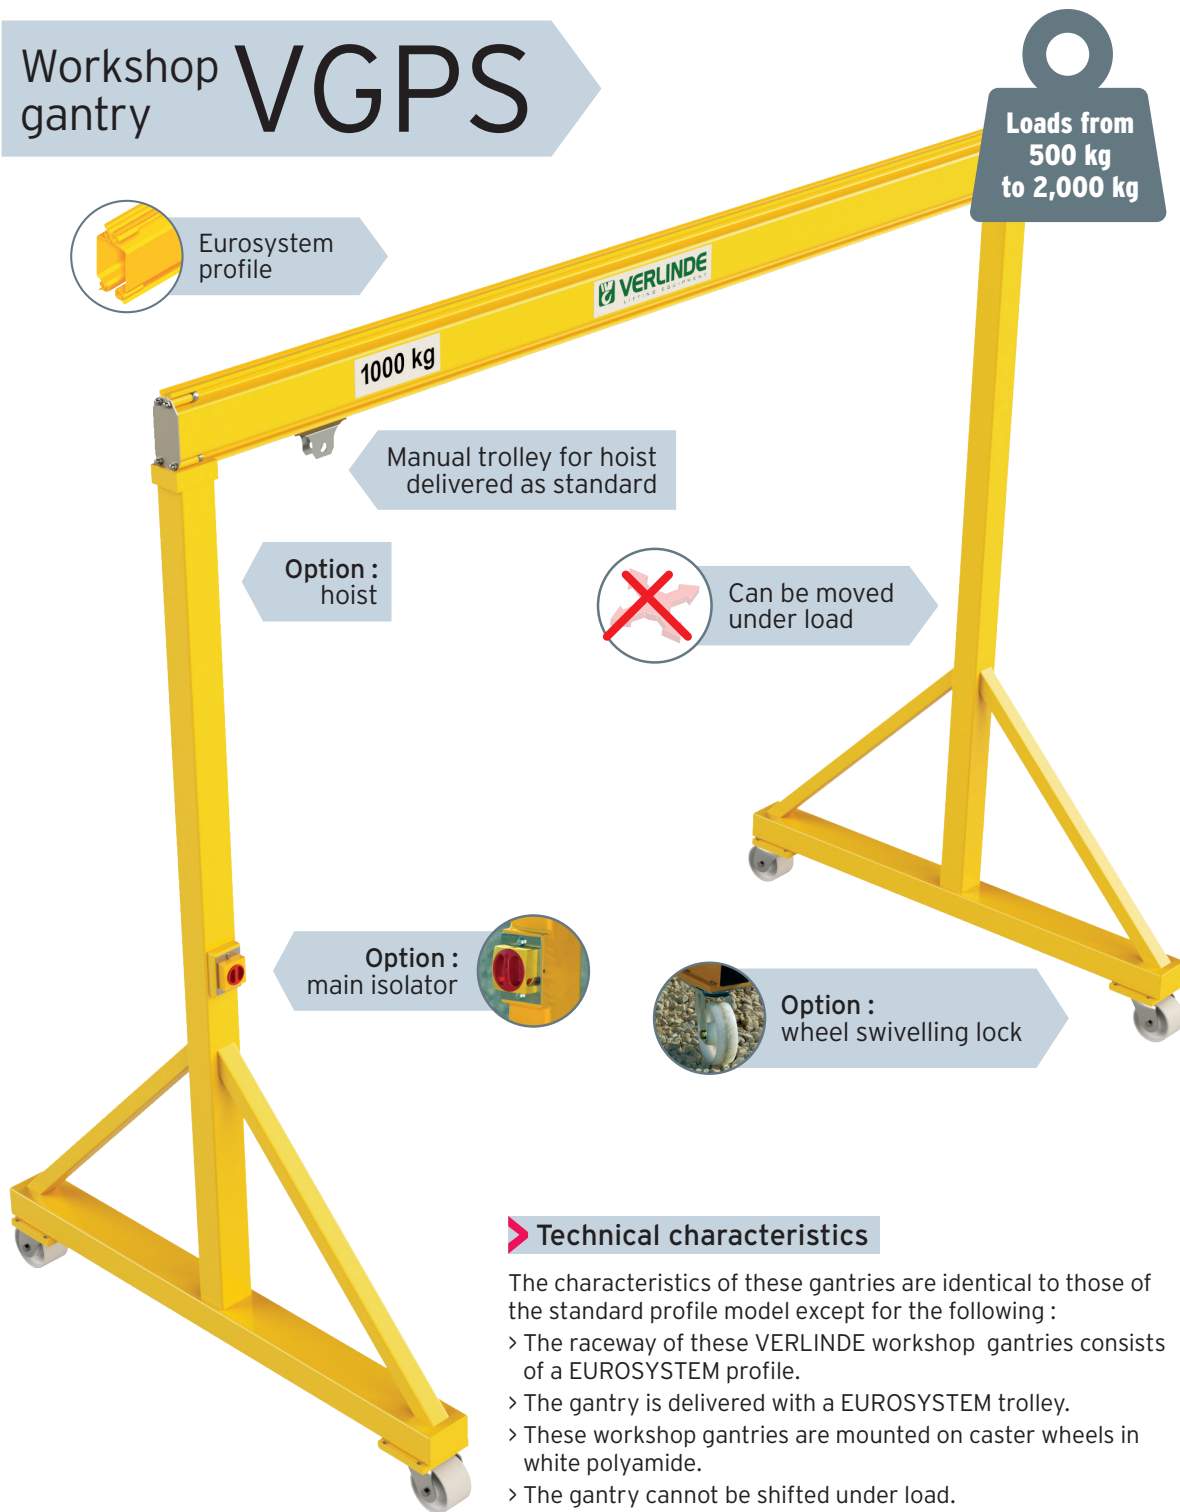 Workshop
gantry
VGPS
Loads from
500 kg
to 2,000 kg
Eurosystem
profile
VERLINDE
LIFTING EQUIPMENT
1000 kg
Manual trolley for hoist
delivered as standard
Option :
hoist
Can be moved
under load
Option :
main isolator
Option :
wheel swivelling lock
Technical characteristics
The characteristics of these gantries are identical to those of
the standard profile model except for the following :
> The raceway of these VERLINDE workshop gantries consists
of a EUROSYSTEM profile.
> The gantry is delivered with a EUROSYSTEM trolley.
> These workshop gantries are mounted on caster wheels in
white polyamide.
> The gantry cannot be shifted under load.